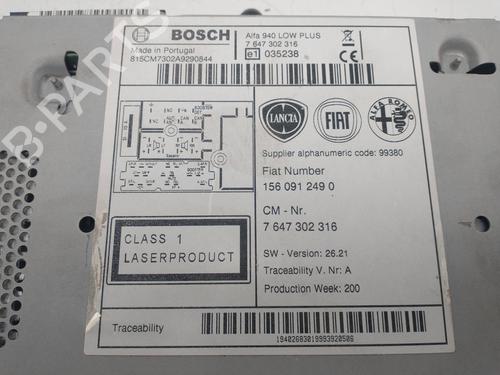 BOSCH
Made in Portugal
815CM7302A9290844
Alfa 940 LOW PLUS
7 647 302 316
e1 035238
LANCIA
FIAT
ALFA ROMEO
Supplier alphanumeric code: 99380
Fiat Number
156 091 249 0
CM - Nr.
7 647 302 316
SW - Version: 26.21
Traceability V. Nr: A
Production Week: 200
CLASS 1
LASERPRODUCT
Traceability
19402683019993920506
B-PARTS